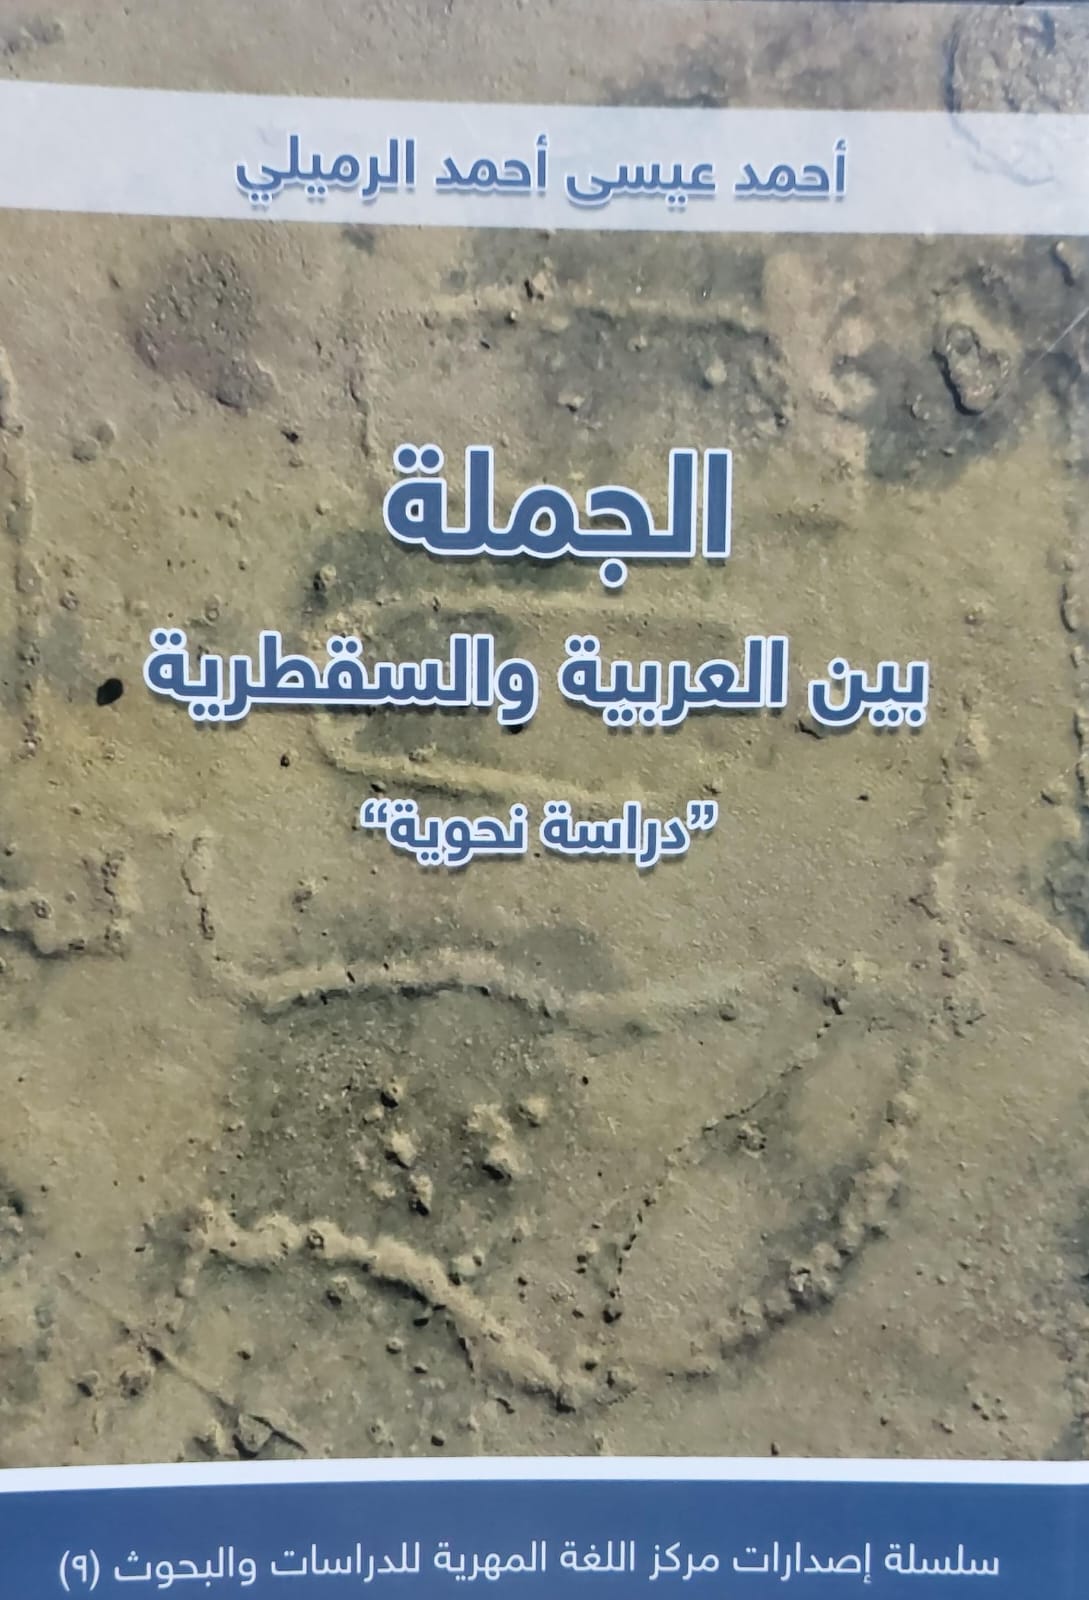 أحمد عيسى أحمد الرميلي
الجملة
بين العربية والسقطرية
”دراسة نحوية“
سلسلة إصدارات مركز اللغة المهرية للدراسات والبحوث (٩)